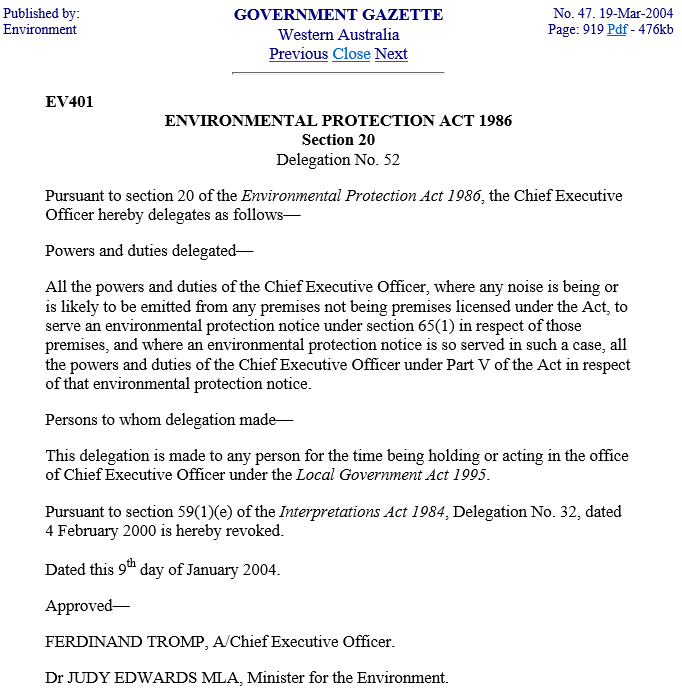 Published by:
Environment
GOVERNMENT GAZETTE
Western Australia
Previous Close Next
No. 47. 19-Mar-2004
Page: 919 Pdf - 476kb
EV401
ENVIRONMENTAL PROTECTION ACT 1986
Section 20
Delegation No. 52
Pursuant to section 20 of the Environmental Protection Act 1986, the Chief Executive
Officer hereby delegates as follows—
Powers and duties delegated—
All the powers and duties of the Chief Executive Officer, where any noise is being or
is likely to be emitted from any premises not being premises licensed under the Act, to
serve an environmental protection notice under section 65(1) in respect of those
premises, and where an environmental protection notice is so served in such a case, all
the powers and duties of the Chief Executive Officer under Part V of the Act in respect
of that environmental protection notice.
Persons to whom delegation made—
This delegation is made to any person for the time being holding or acting in the office
of Chief Executive Officer under the Local Government Act 1995.
Pursuant to section 59(1)(e) of the Interpretations Act 1984, Delegation No. 32, dated
4 February 2000 is hereby revoked.
Dated this 9th day of January 2004.
Approved—
FERDINAND TROMP, A/Chief Executive Officer.
Dr JUDY EDWARDS MLA, Minister for the Environment.